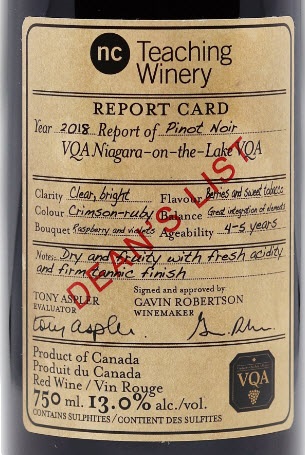 nc Teaching
Winery
REPORT CARD
Year 2018 Report of Pinot Noir
VQA Niagara-on-the-Lake VQA
Clarity Clear, bright Flavour Berries and sweet tobacco
Colour Crimson-ruby Balance Great integration of elements
Bouquet Raspberry and violets Ageability 4-5 years
Notes: Dry and fruity with fresh acidity
and firm tannic finish
DEAN'S LIST
TONY ASPLER
EVALUATOR
Signed and approved by
GAVIN ROBERTSON
WINEMAKER
Tony Aspler.
Product of Canada
Produit du Canada
Red Wine / Vin Rouge
750 ml. 13.0% alc./vol.
CONTAINS SULPHITES / CONTIENT DES SULFITES
VQA